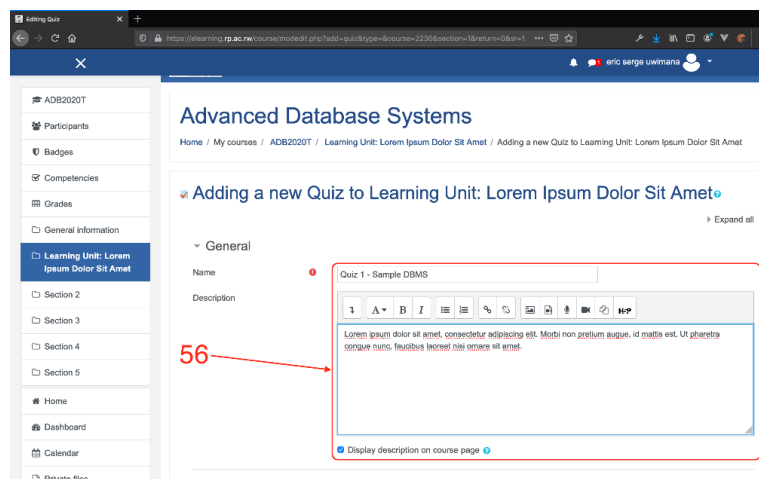 Editing Quiz
https://elearning.rp.ac.rw/course/modedit.php?add=quiz&type=&course=2230&section=1&return=0&sr=1
eric serge uwimana
ADB2020T
Participants
Badges
Competencies
Grades
General information
Learning Unit: Lorem
Ipsum Dolor Sit Amet
Section 2
Section 3
Section 4
Section 5
Home
Dashboard
Calendar
Private files
Advanced Database Systems
Home / My courses / ADB2020T / Learning Unit: Lorem Ipsum Dolor Sit Amet / Adding a new Quiz to Learning Unit: Lorem Ipsum Dolor Sit Amet
Adding a new Quiz to Learning Unit: Lorem Ipsum Dolor Sit Amet
Expand all
General
Name
Quiz 1 - Sample DBMS
Description
A B I H-P
Lorem ipsum dolor sit amet, consectetur adipiscing elit. Morbi non pretium augue, id mattis est. Ut pharetra
congue nunc, faucibus laoreet nisi ornare sit amet.
56
Display description on course page